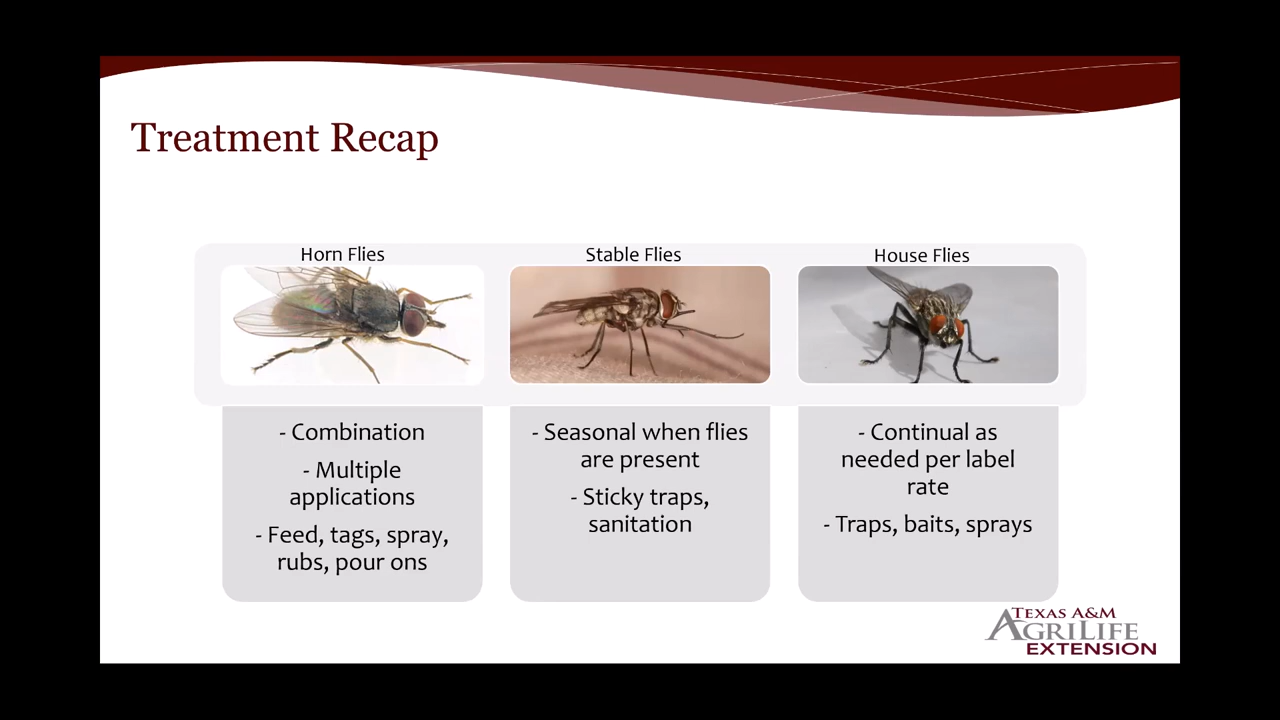 Treatment Recap
Horn Flies
Stable Flies
House Flies
- Combination
- Multiple
applications
- Feed, tags, spray,
rubs, pour ons
- Seasonal when flies
are present
- Sticky traps,
sanitation
- Continual as
needed per label
rate
- Traps, baits, sprays
TEXAS A&M
AGRILIFE
EXTENSION